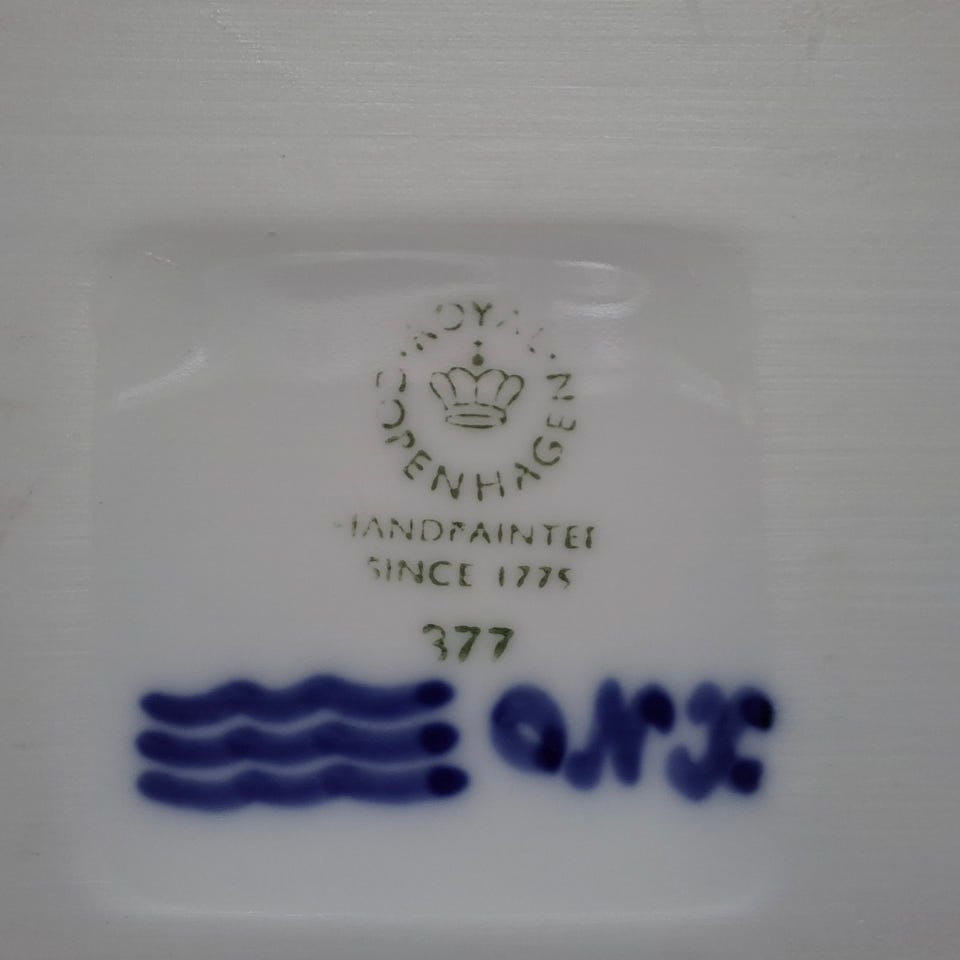 ROYAL
COPENHAGEN
HANDPAINTED
SINCE 1775
377